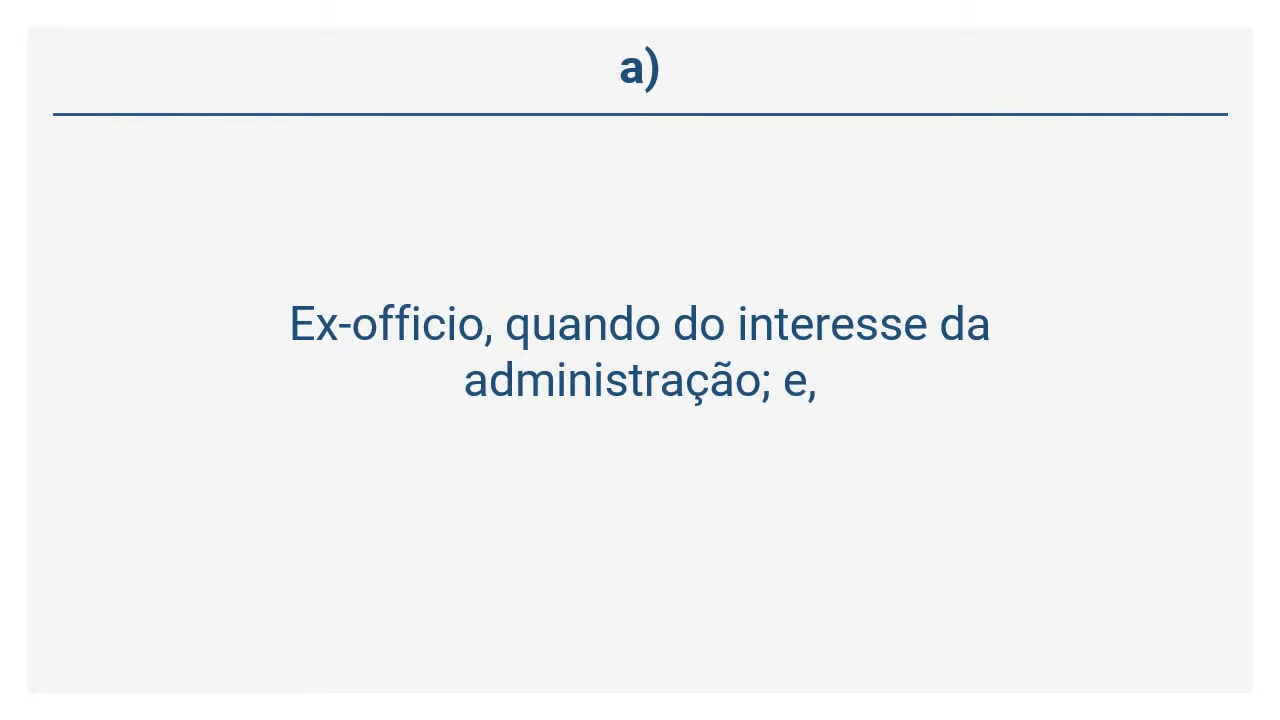 a)
Ex-officio, quando do interesse da
administração; e,